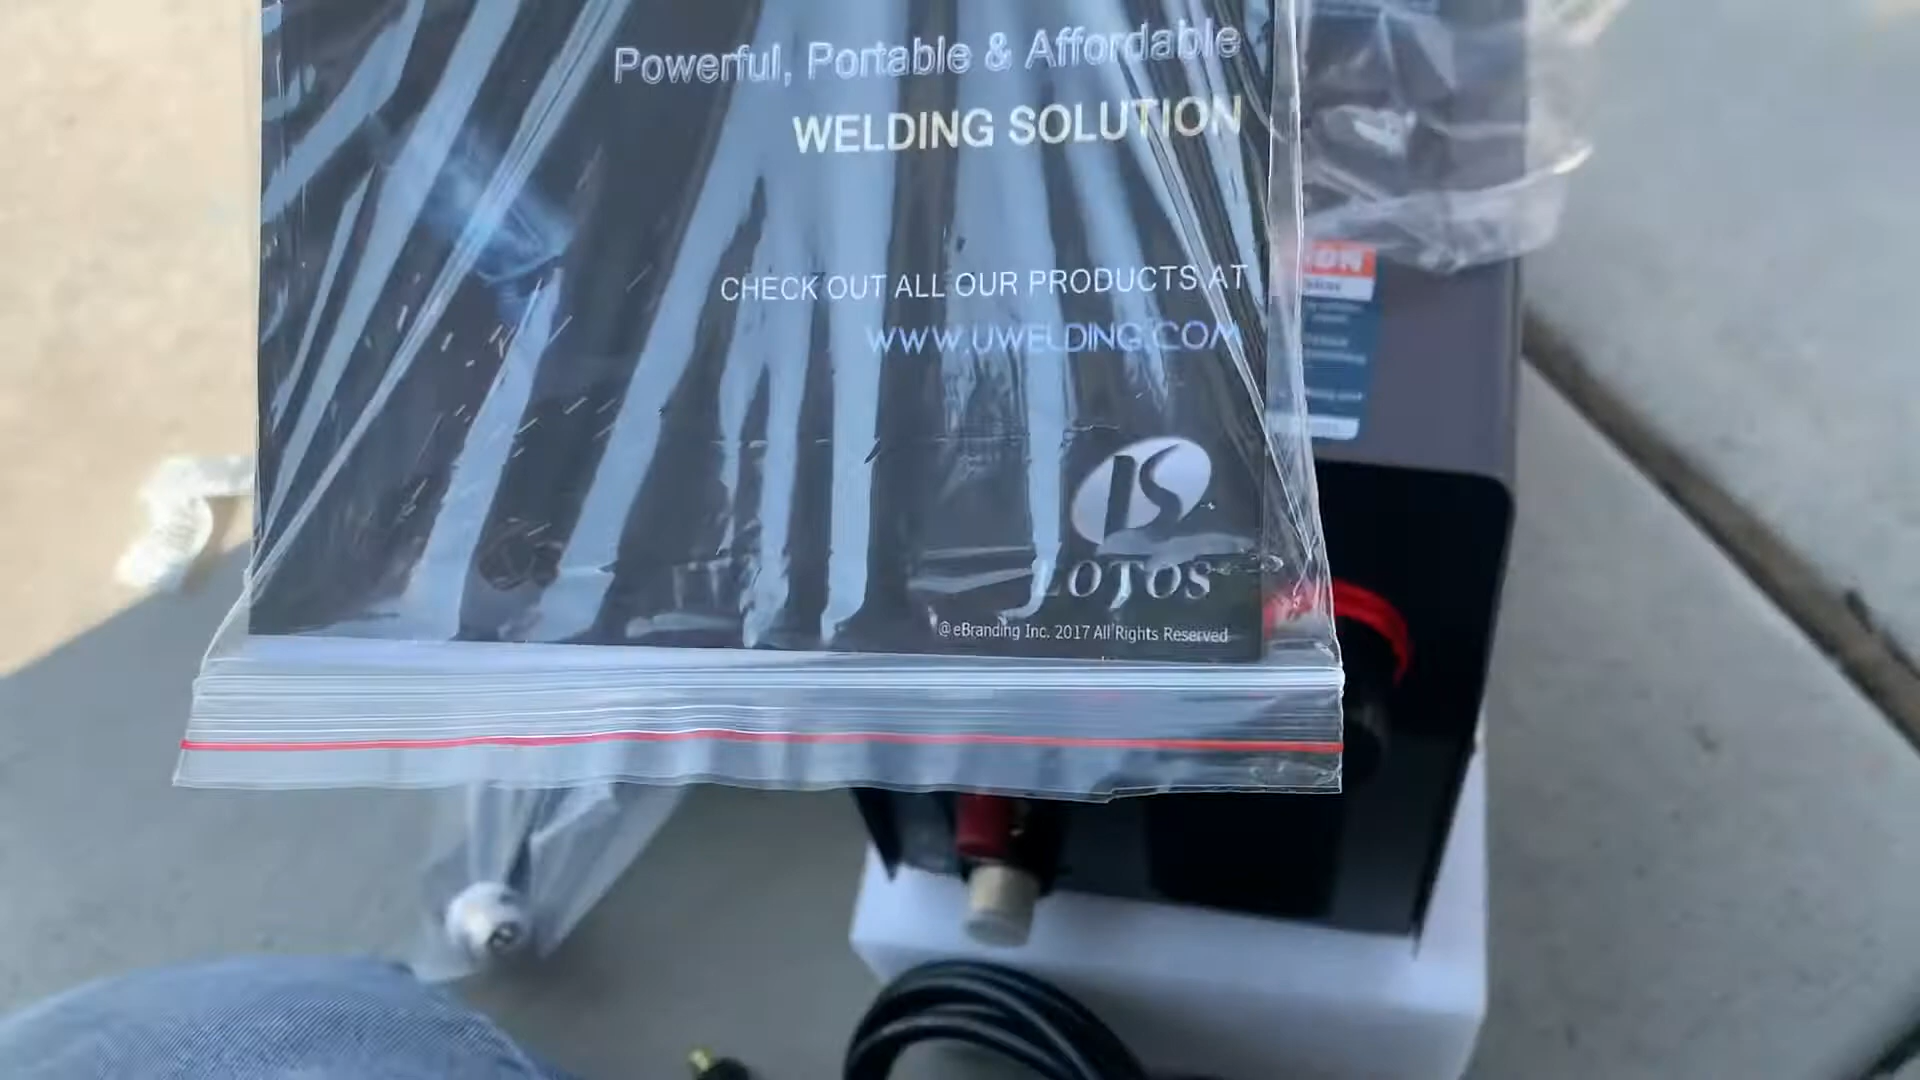 Powerful, Portable & Affordable
WELDING SOLUTION
CHECK OUT ALL OUR PRODUCTS AT
WWW.UWELDING.COM
LS
LOTOS
@eBranding Inc. 2017 All Rights Reserved